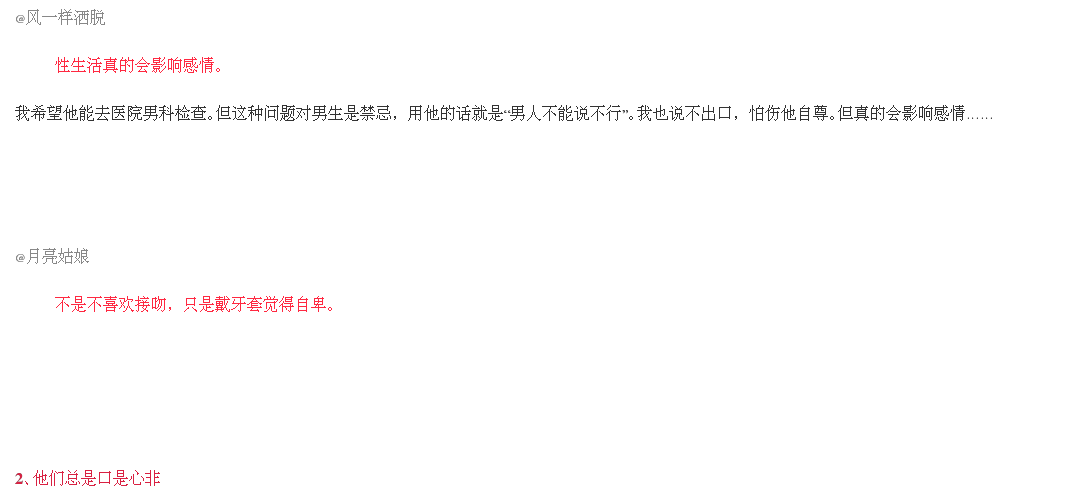 @风一样洒脱
性生活真的会影响感情。
我希望他能去医院男科检查。但这种问题对男生是禁忌，用他的话就是“男人不能说不行”。我也说不出口，怕伤他自尊。但真的会影响感情……
@月亮姑娘
不是不喜欢接吻，只是戴牙套觉得自卑。
2、他们总是口是心非